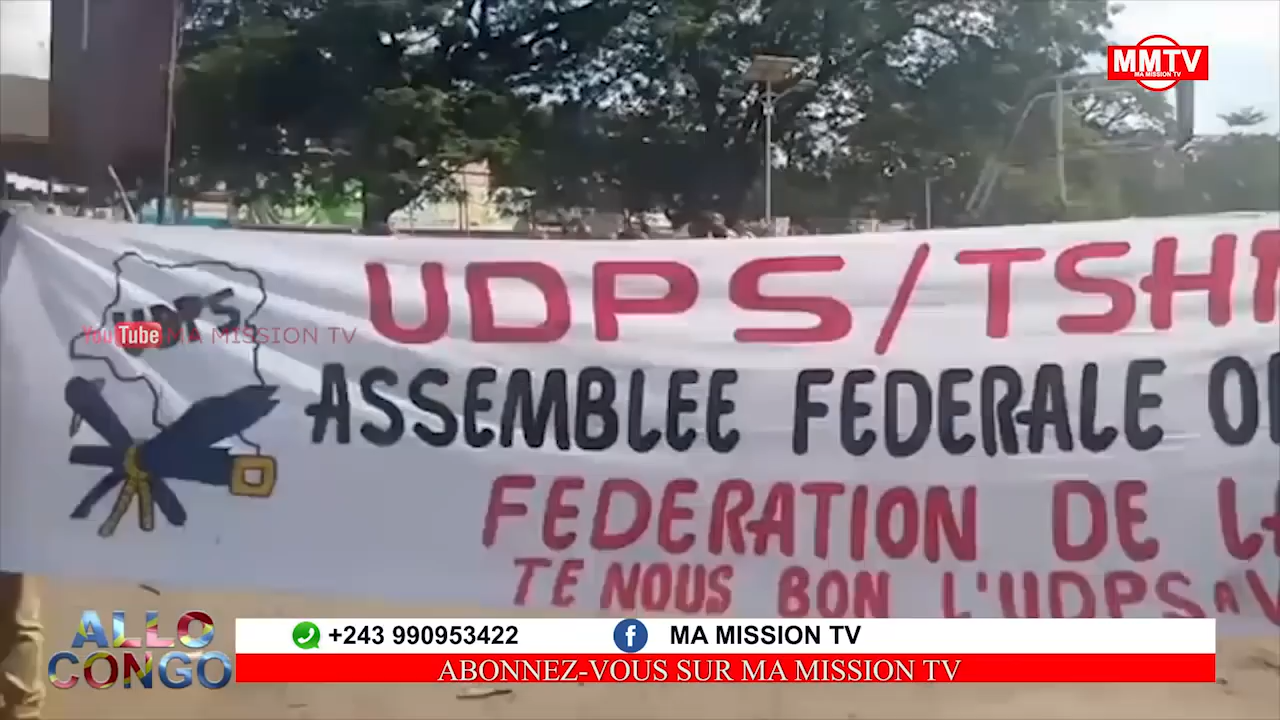 MMTV
MA MISSION TV
UDPS
UDPS/TSHI
YouTube MA MISSION TV
ASSEMBLEE FEDERALE
FEDERATION DE
TE NOUS BON L'UDPS
ALLO CONGO
+243 990953422
MA MISSION TV
ABONNEZ-VOUS SUR MA MISSION TV